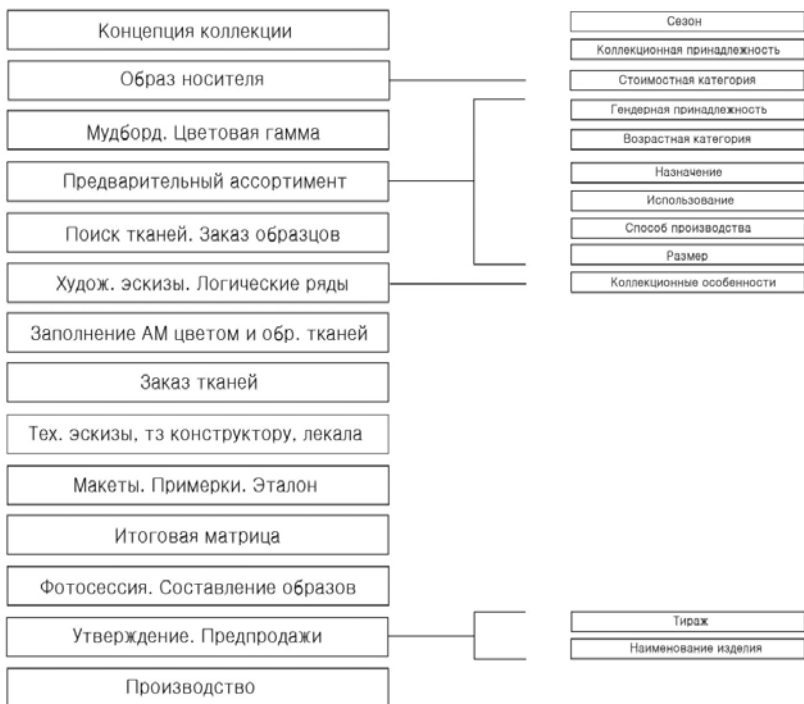 Концепция коллекции
Образ носителя
Мудборд. Цветовая гамма
Предварительный ассортимент
Поиск тканей. Заказ образцов
Худож. эскизы. Логические ряды
Заполнение АМ цветом и обр. тканей
Заказ тканей
Тех. эскизы, тз конструктору, лекала
Макеты. Примерки. Эталон
Итоговая матрица
Фотосессия. Составление образов
Утверждение. Предпродажи
Производство
Сезон
Коллекционная принадлежность
Стоимостная категория
Гендерная принадлежность
Возрастная категория
Назначение
Использование
Способ производства
Размер
Коллекционные особенности
Тираж
Наименование изделия